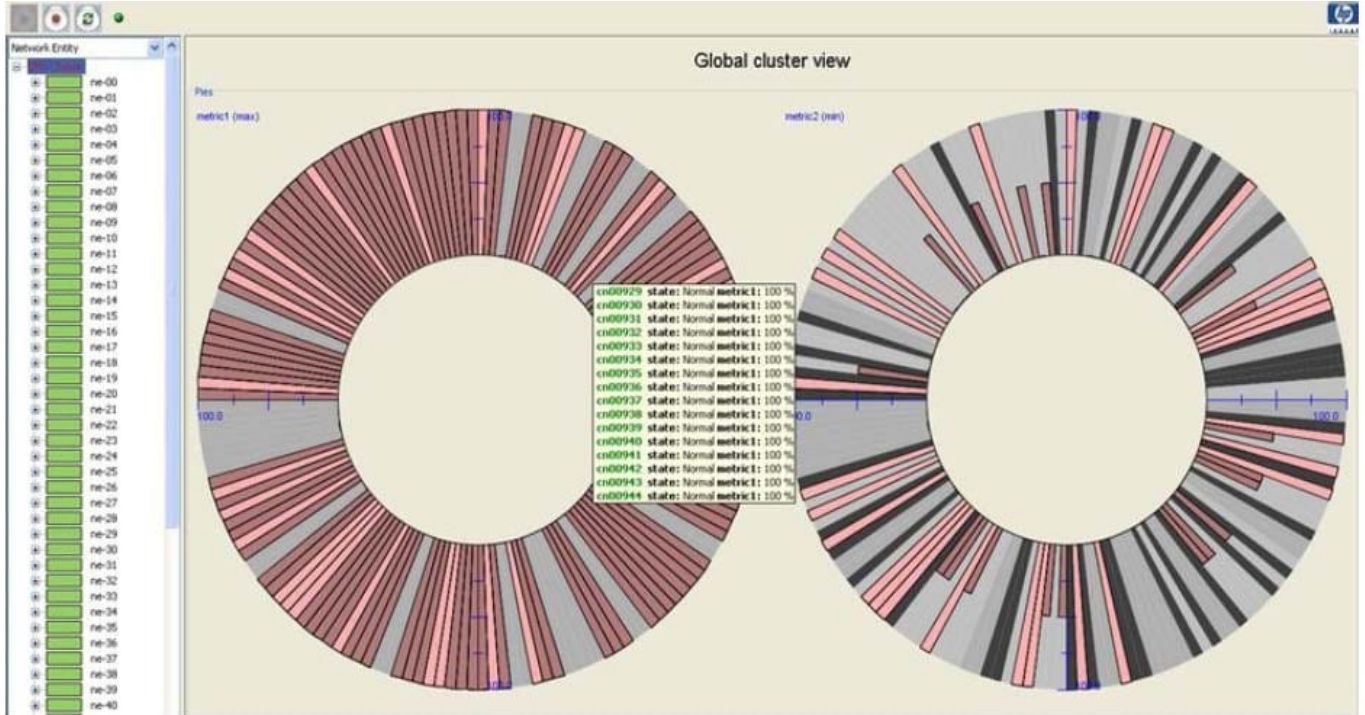 hp
Network Entity
Global cluster view
Pies
metric1 (max)
metric2 (min)
ne-00
ne-01
ne-02
ne-03
ne-04
ne-05
ne-06
ne-07
ne-08
ne-09
ne-10
ne-11
ne-12
ne-13
ne-14
ne-15
ne-16
ne-17
ne-18
ne-19
ne-20
ne-21
ne-22
ne-23
ne-24
ne-25
ne-26
ne-27
ne-28
ne-29
ne-30
ne-31
ne-32
ne-33
ne-34
ne-35
ne-36
ne-37
ne-38
ne-39
ne-40
100.0
100.0
cn00929 state: Normal metric1: 100 %
cn00930 state: Normal metric1: 100 %
cn00931 state: Normal metric1: 100 %
cn00932 state: Normal metric1: 100 %
cn00933 state: Normal metric1: 100 %
cn00934 state: Normal metric1: 100 %
cn00935 state: Normal metric1: 100 %
cn00936 state: Normal metric1: 100 %
cn00937 state: Normal metric1: 100 %
cn00938 state: Normal metric1: 100 %
cn00939 state: Normal metric1: 100 %
cn00940 state: Normal metric1: 100 %
cn00941 state: Normal metric1: 100 %
cn00942 state: Normal metric1: 100 %
cn00943 state: Normal metric1: 100 %
cn00944 state: Normal metric1: 100 %
100.0
100.0
100.0
100.0